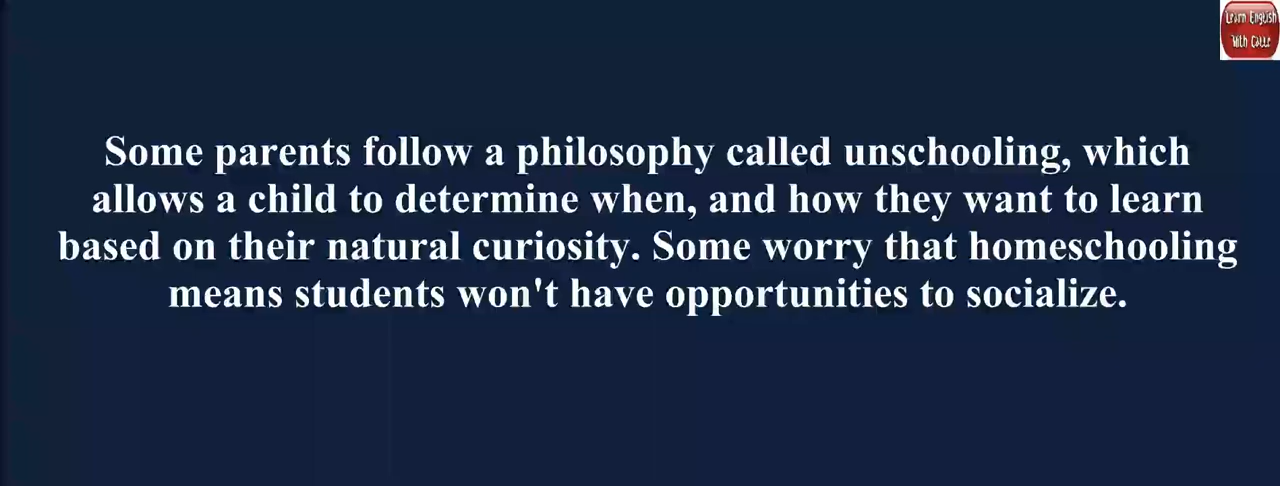 Learn English
With Cattz
Some parents follow a philosophy called unschooling, which
allows a child to determine when, and how they want to learn
based on their natural curiosity. Some worry that homeschooling
means students won't have opportunities to socialize.